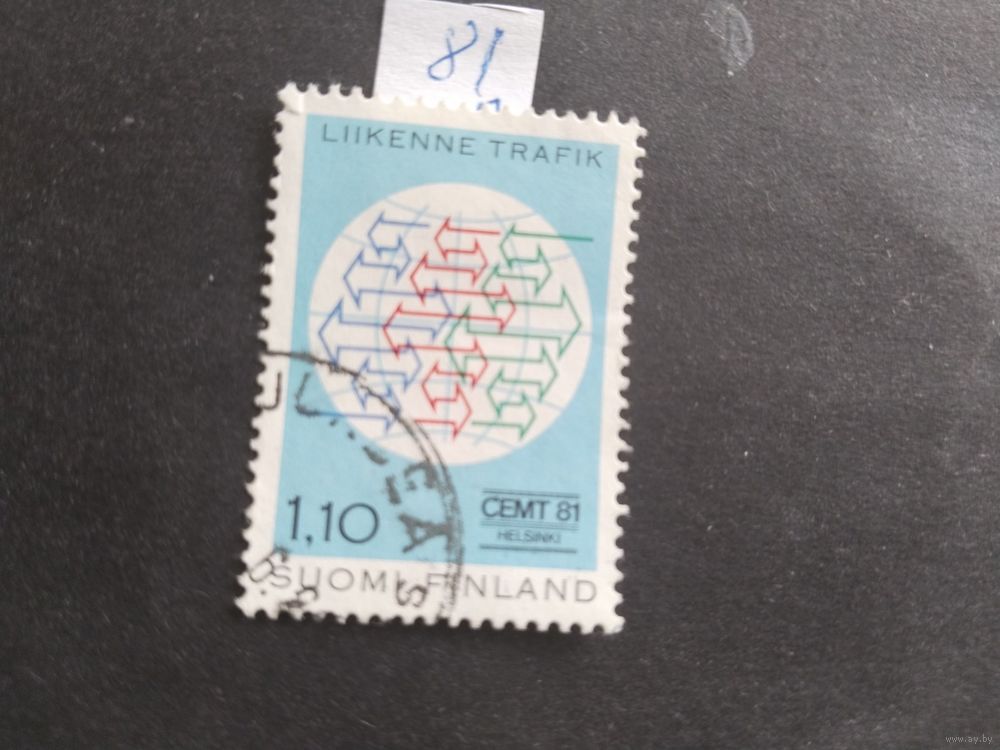 81
LIIKENNE TRAFIK
1,10
CEMT 81
HELSINKI
SUOMI-FINLAND
www.ay.by